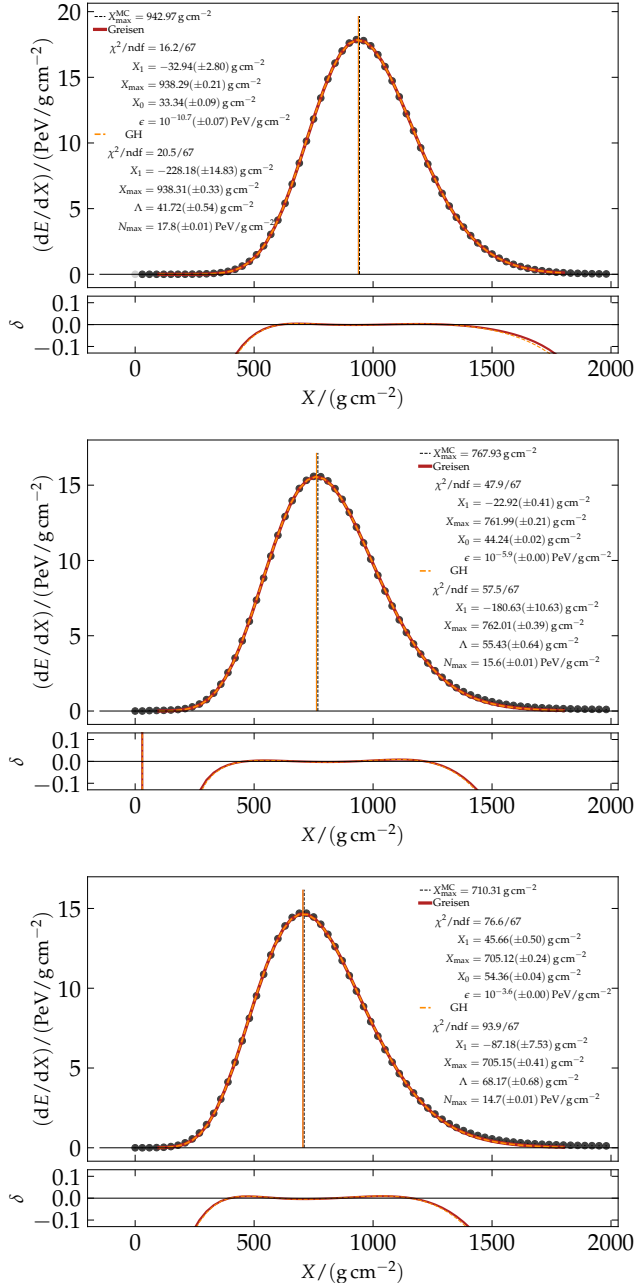 X_max^MC = 942.97 g cm⁻²
Greisen
χ²/ndf = 16.2/67
X₁ = −32.94(±2.80) g cm⁻²
X_max = 938.29(±0.21) g cm⁻²
X₀ = 33.34(±0.09) g cm⁻²
ϵ = 10^−10.7(±0.07) PeV/g cm⁻²
GH
χ²/ndf = 20.5/67
X₁ = −228.18(±14.83) g cm⁻²
X_max = 938.31(±0.33) g cm⁻²
Λ = 41.72(±0.54) g cm⁻²
N_max = 17.8(±0.01) PeV/g cm⁻²
(dE/dX)/(PeV/g cm⁻²)
20
15
10
5
0
δ
0.1
0.0
−0.1
0 500 1000 1500 2000
X/(g cm⁻²)
X_max^MC = 767.93 g cm⁻²
Greisen
χ²/ndf = 47.9/67
X₁ = −22.92(±0.41) g cm⁻²
X_max = 761.99(±0.21) g cm⁻²
X₀ = 44.24(±0.02) g cm⁻²
ϵ = 10^−5.9(±0.00) PeV/g cm⁻²
GH
χ²/ndf = 57.5/67
X₁ = −180.63(±10.63) g cm⁻²
X_max = 762.01(±0.39) g cm⁻²
Λ = 55.43(±0.64) g cm⁻²
N_max = 15.6(±0.01) PeV/g cm⁻²
(dE/dX)/(PeV/g cm⁻²)
15
10
5
0
δ
0.1
0.0
−0.1
0 500 1000 1500 2000
X/(g cm⁻²)
X_max^MC = 710.31 g cm⁻²
Greisen
χ²/ndf = 76.6/67
X₁ = 45.66(±0.50) g cm⁻²
X_max = 705.12(±0.24) g cm⁻²
X₀ = 54.36(±0.04) g cm⁻²
ϵ = 10^−3.6(±0.00) PeV/g cm⁻²
GH
χ²/ndf = 93.9/67
X₁ = −87.18(±7.53) g cm⁻²
X_max = 705.15(±0.41) g cm⁻²
Λ = 68.17(±0.68) g cm⁻²
N_max = 14.7(±0.01) PeV/g cm⁻²
(dE/dX)/(PeV/g cm⁻²)
15
10
5
0
δ
0.1
0.0
−0.1
0 500 1000 1500 2000
X/(g cm⁻²)